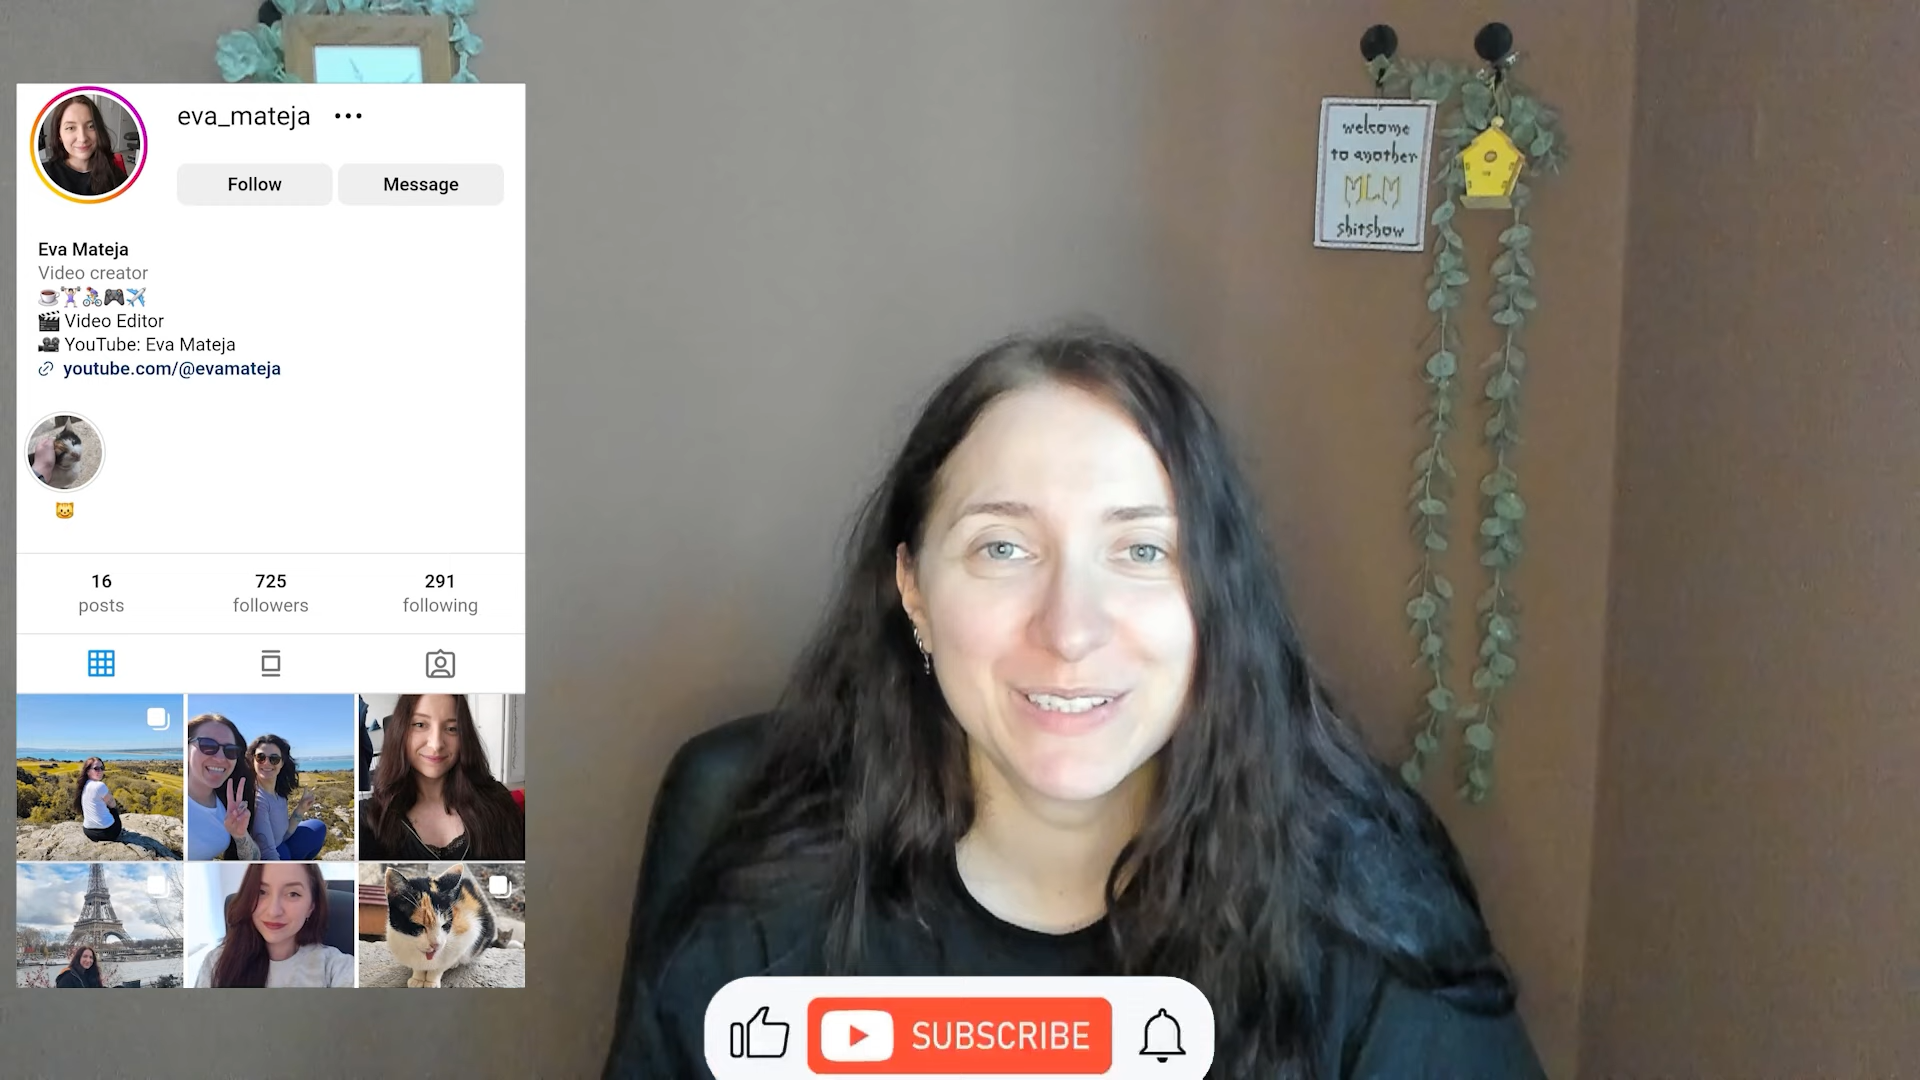 eva_mateja
Follow
Message
Eva Mateja
Video creator
Video Editor
YouTube: Eva Mateja
youtube.com/@evamateja
16
posts
725
followers
291
following
welcome
to another
MLM
shitshow
SUBSCRIBE